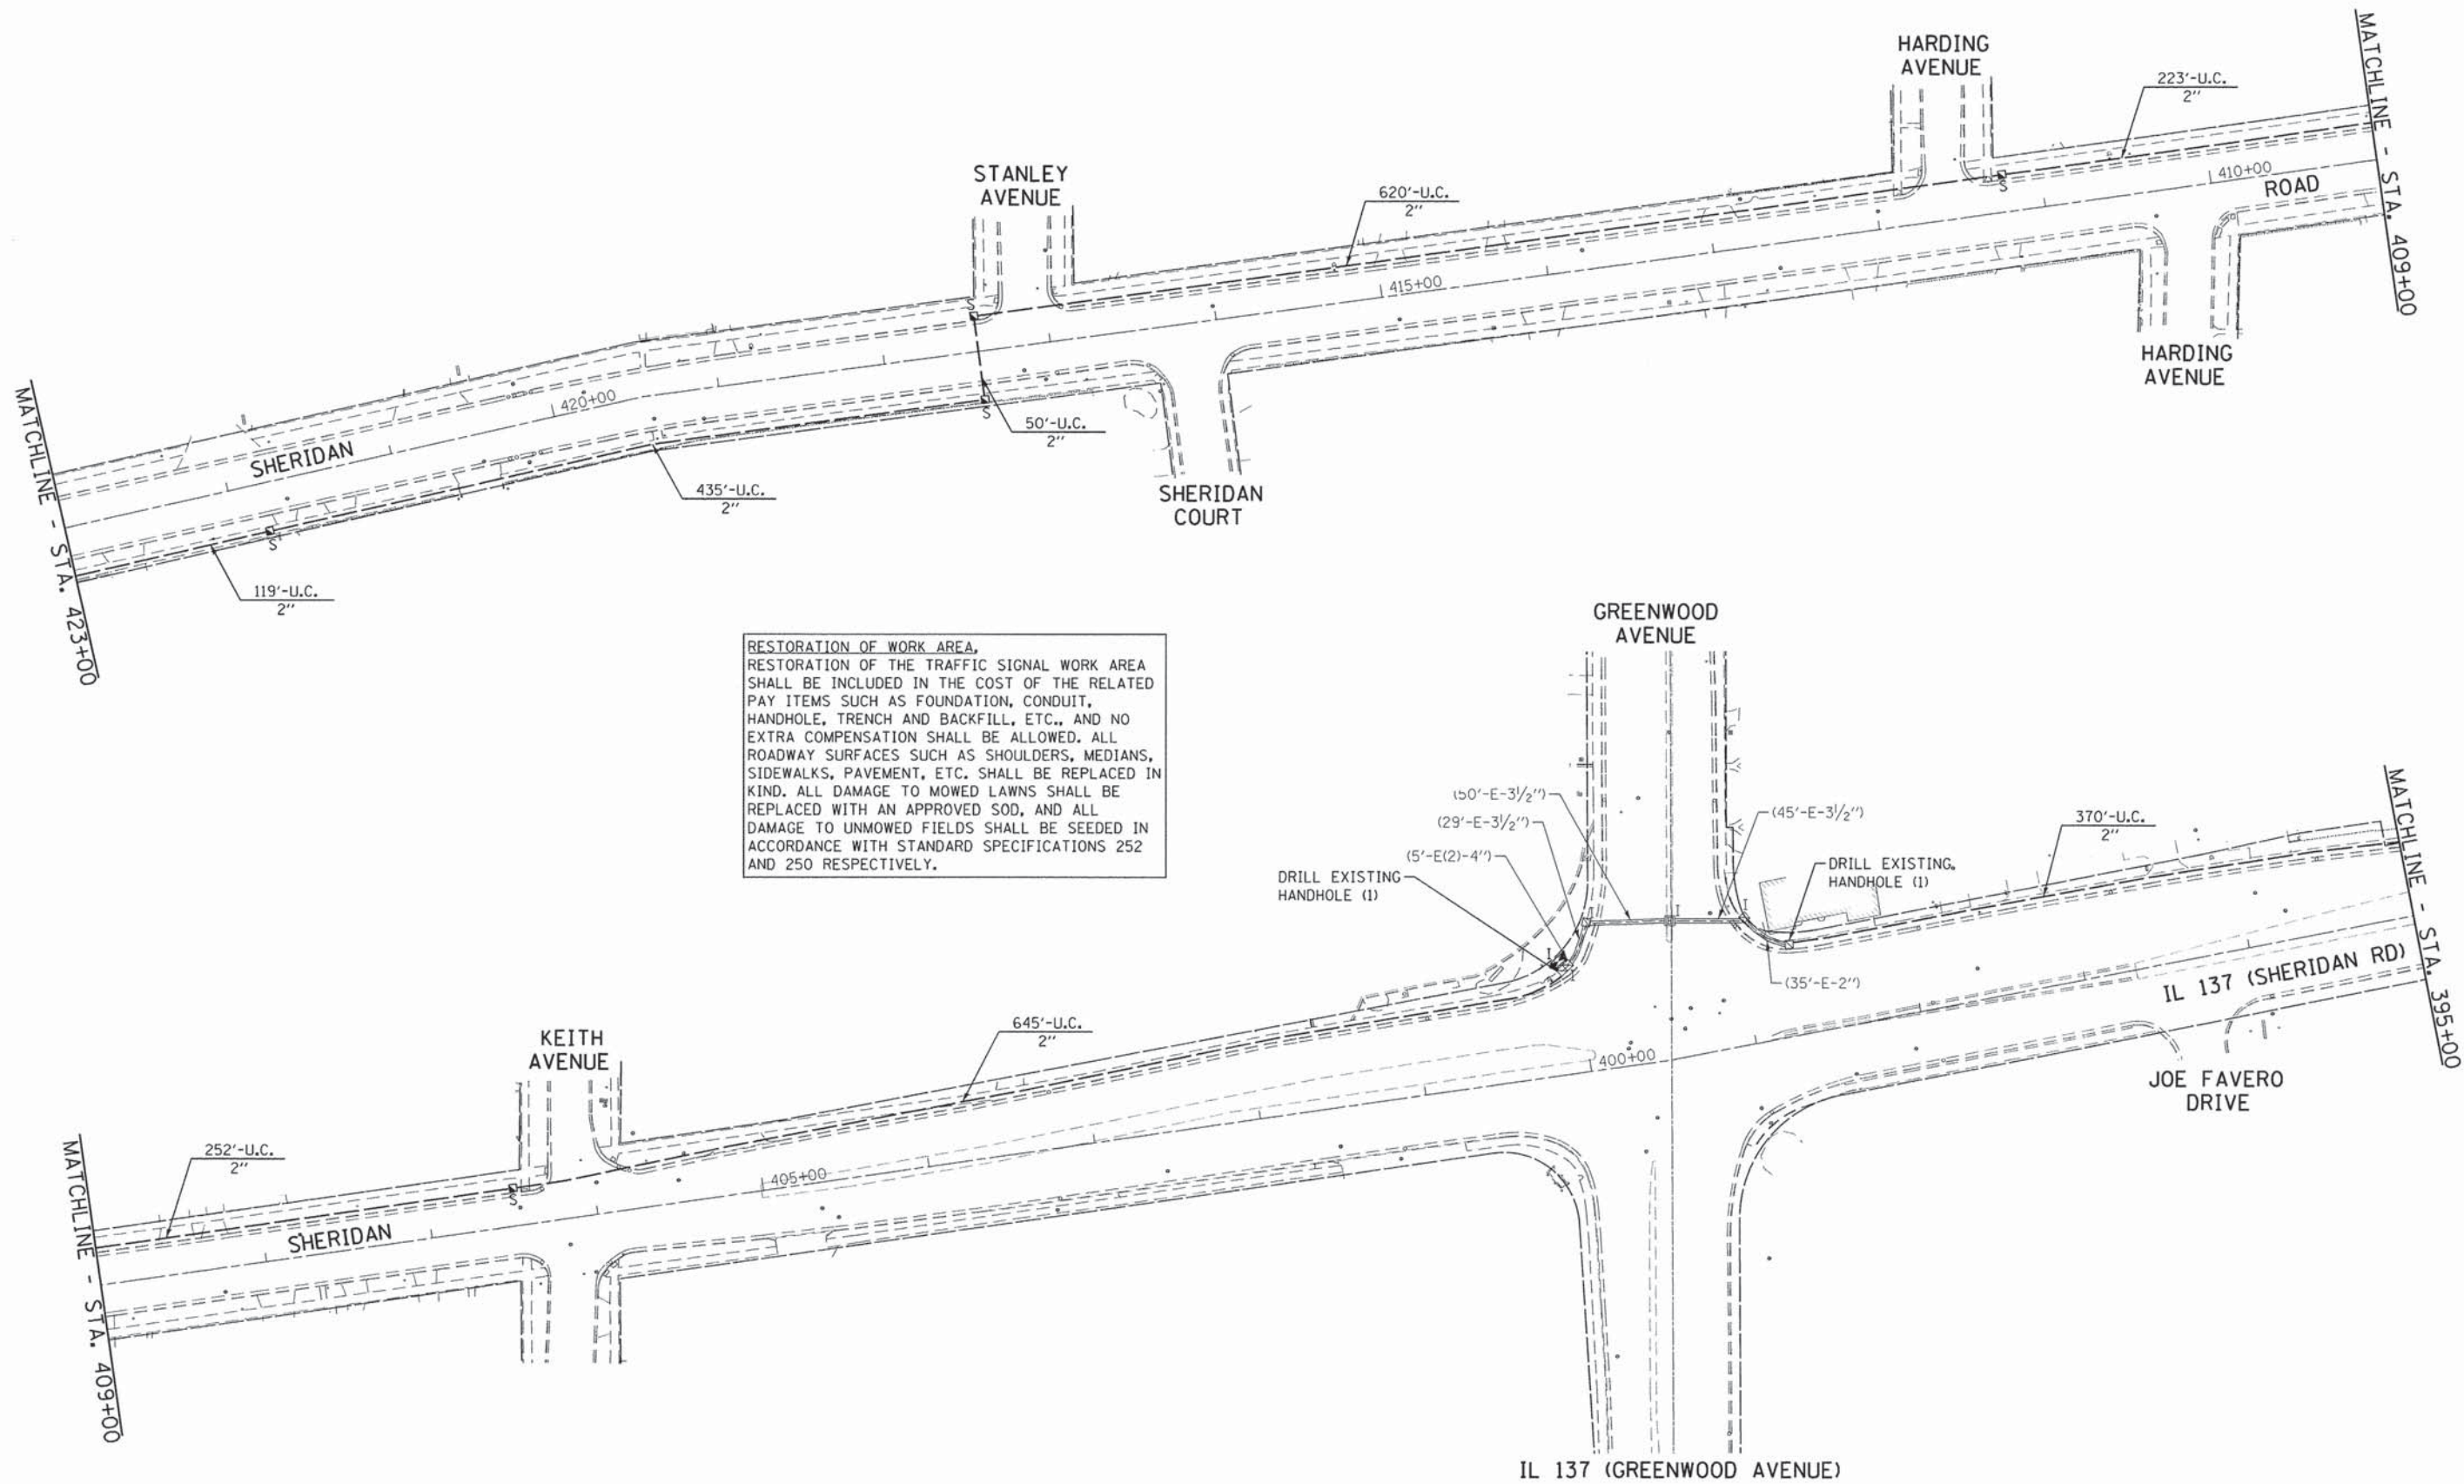 HARDING
AVENUE
MATCHLINE - STA. 409+00
223'-U.C.
2"
STANLEY
AVENUE
620'-U.C.
2"
410+00
ROAD
415+00
HARDING
AVENUE
S
S
S
S
420+00
SHERIDAN
MATCHLINE - STA. 423+00
50'-U.C.
2"
435'-U.C.
2"
SHERIDAN
COURT
119'-U.C.
2"
RESTORATION OF WORK AREA.
RESTORATION OF THE TRAFFIC SIGNAL WORK AREA
SHALL BE INCLUDED IN THE COST OF THE RELATED
PAY ITEMS SUCH AS FOUNDATION, CONDUIT,
HANDHOLE, TRENCH AND BACKFILL, ETC., AND NO
EXTRA COMPENSATION SHALL BE ALLOWED. ALL
ROADWAY SURFACES SUCH AS SHOULDERS, MEDIANS,
SIDEWALKS, PAVEMENT, ETC. SHALL BE REPLACED IN
KIND. ALL DAMAGE TO MOWED LAWNS SHALL BE
REPLACED WITH AN APPROVED SOD, AND ALL
DAMAGE TO UNMOWED FIELDS SHALL BE SEEDED IN
ACCORDANCE WITH STANDARD SPECIFICATIONS 252
AND 250 RESPECTIVELY.
GREENWOOD
AVENUE
(50'-E-3½")
(29'-E-3½")
(5'-E(2)-4")
DRILL EXISTING
HANDHOLE (1)
(45'-E-3½")
DRILL EXISTING.
HANDHOLE (1)
370'-U.C.
2"
(35'-E-2")
I
I
I
I
I
MATCHLINE - STA. 395+00
IL 137 (SHERIDAN RD)
JOE FAVERO
DRIVE
400+00
645'-U.C.
2"
KEITH
AVENUE
405+00
252'-U.C.
2"
S
SHERIDAN
MATCHLINE - STA. 409+00
IL 137 (GREENWOOD AVENUE)